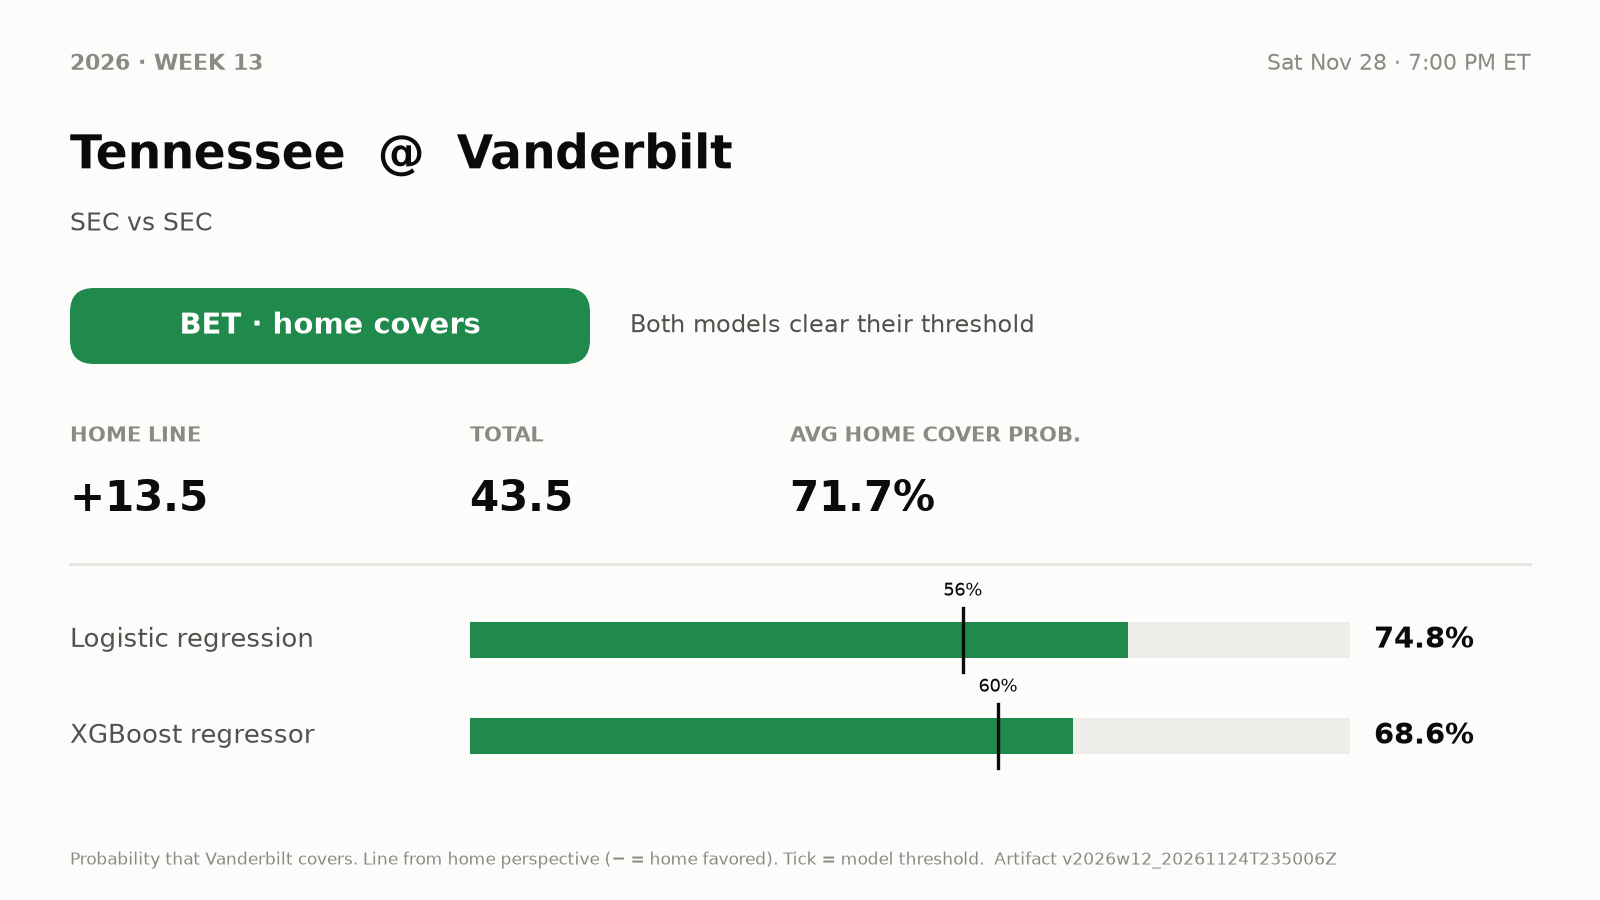 2026 · WEEK 13
Sat Nov 28 · 7:00 PM ET
Tennessee @ Vanderbilt
SEC vs SEC
BET · home covers
Both models clear their threshold
HOME LINE
TOTAL
AVG HOME COVER PROB.
+13.5
43.5
71.7%
56%
Logistic regression
74.8%
60%
XGBoost regressor
68.6%
Probability that Vanderbilt covers. Line from home perspective (− = home favored). Tick = model threshold. Artifact v2026w12_20261124T235006Z